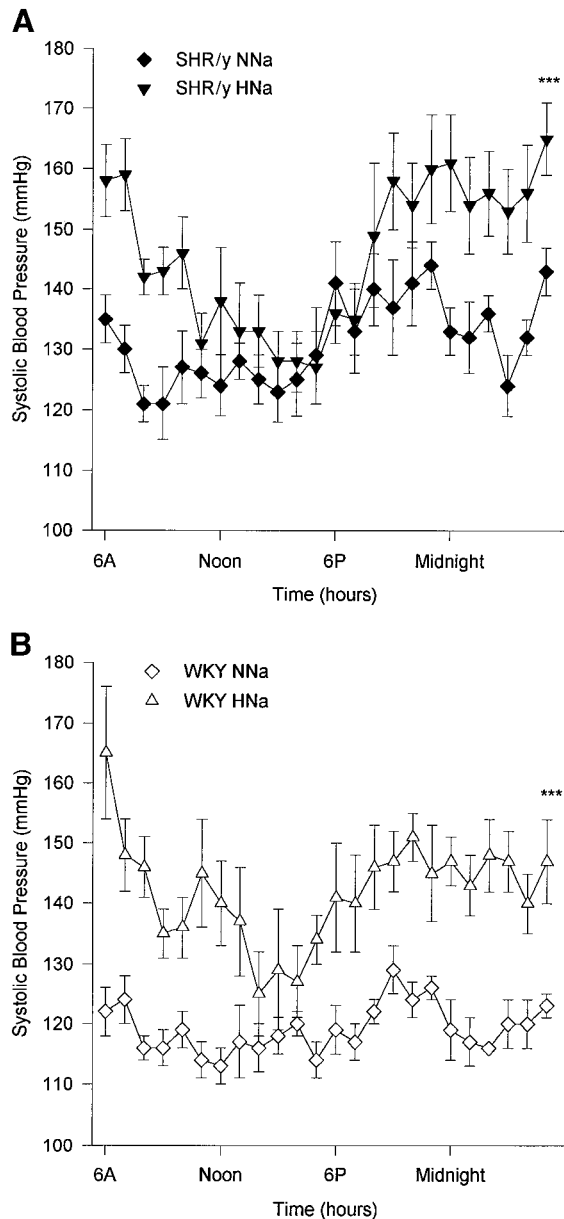 A
180
170
160
150
140
130
120
110
100
Systolic Blood Pressure (mmHg)
SHR/y NNa
SHR/y HNa
***
6A Noon 6P Midnight
Time (hours)
B
180
170
160
150
140
130
120
110
100
Systolic Blood Pressure (mmHg)
WKY NNa
WKY HNa
***
6A Noon 6P Midnight
Time (hours)